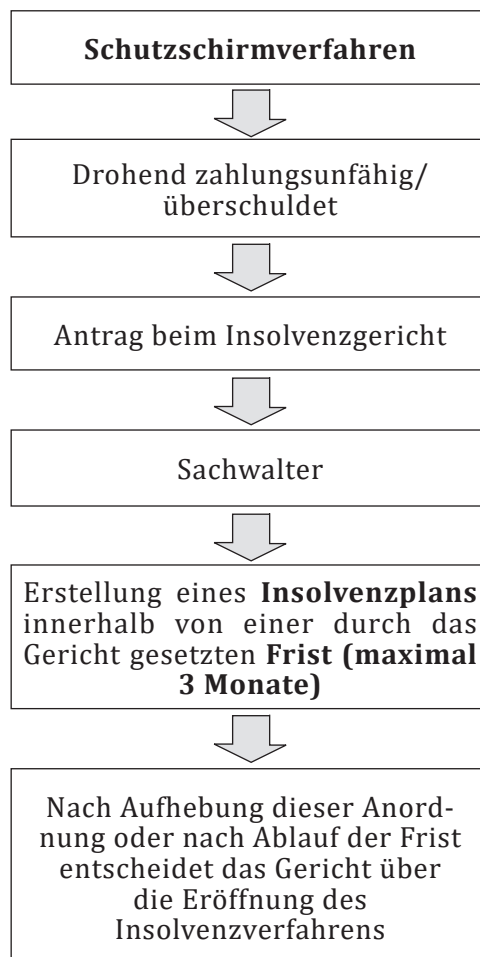 Schutzschirmverfahren
Drohend zahlungsunfähig/
überschuldet
Antrag beim Insolvenzgericht
Sachwalter
Erstellung eines Insolvenzplans
innerhalb von einer durch das
Gericht gesetzten Frist (maximal
3 Monate)
Nach Aufhebung dieser Anord-
nung oder nach Ablauf der Frist
entscheidet das Gericht über
die Eröffnung des
Insolvenzverfahrens